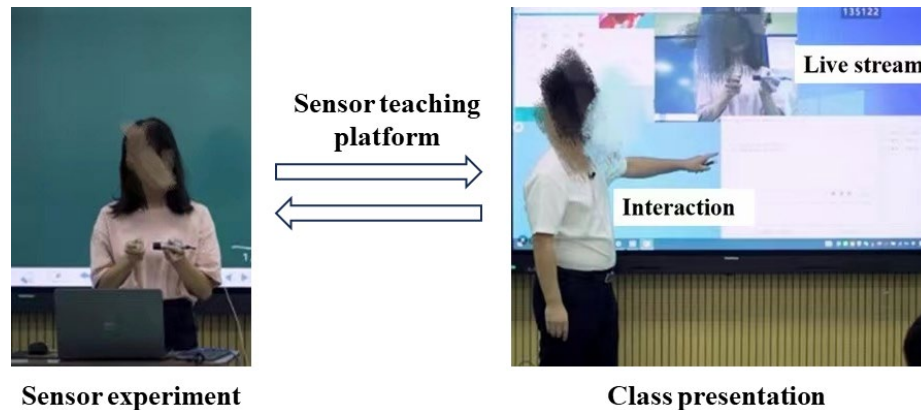 135122
Live stream
Sensor teaching
platform
Interaction
Sensor experiment
Class presentation